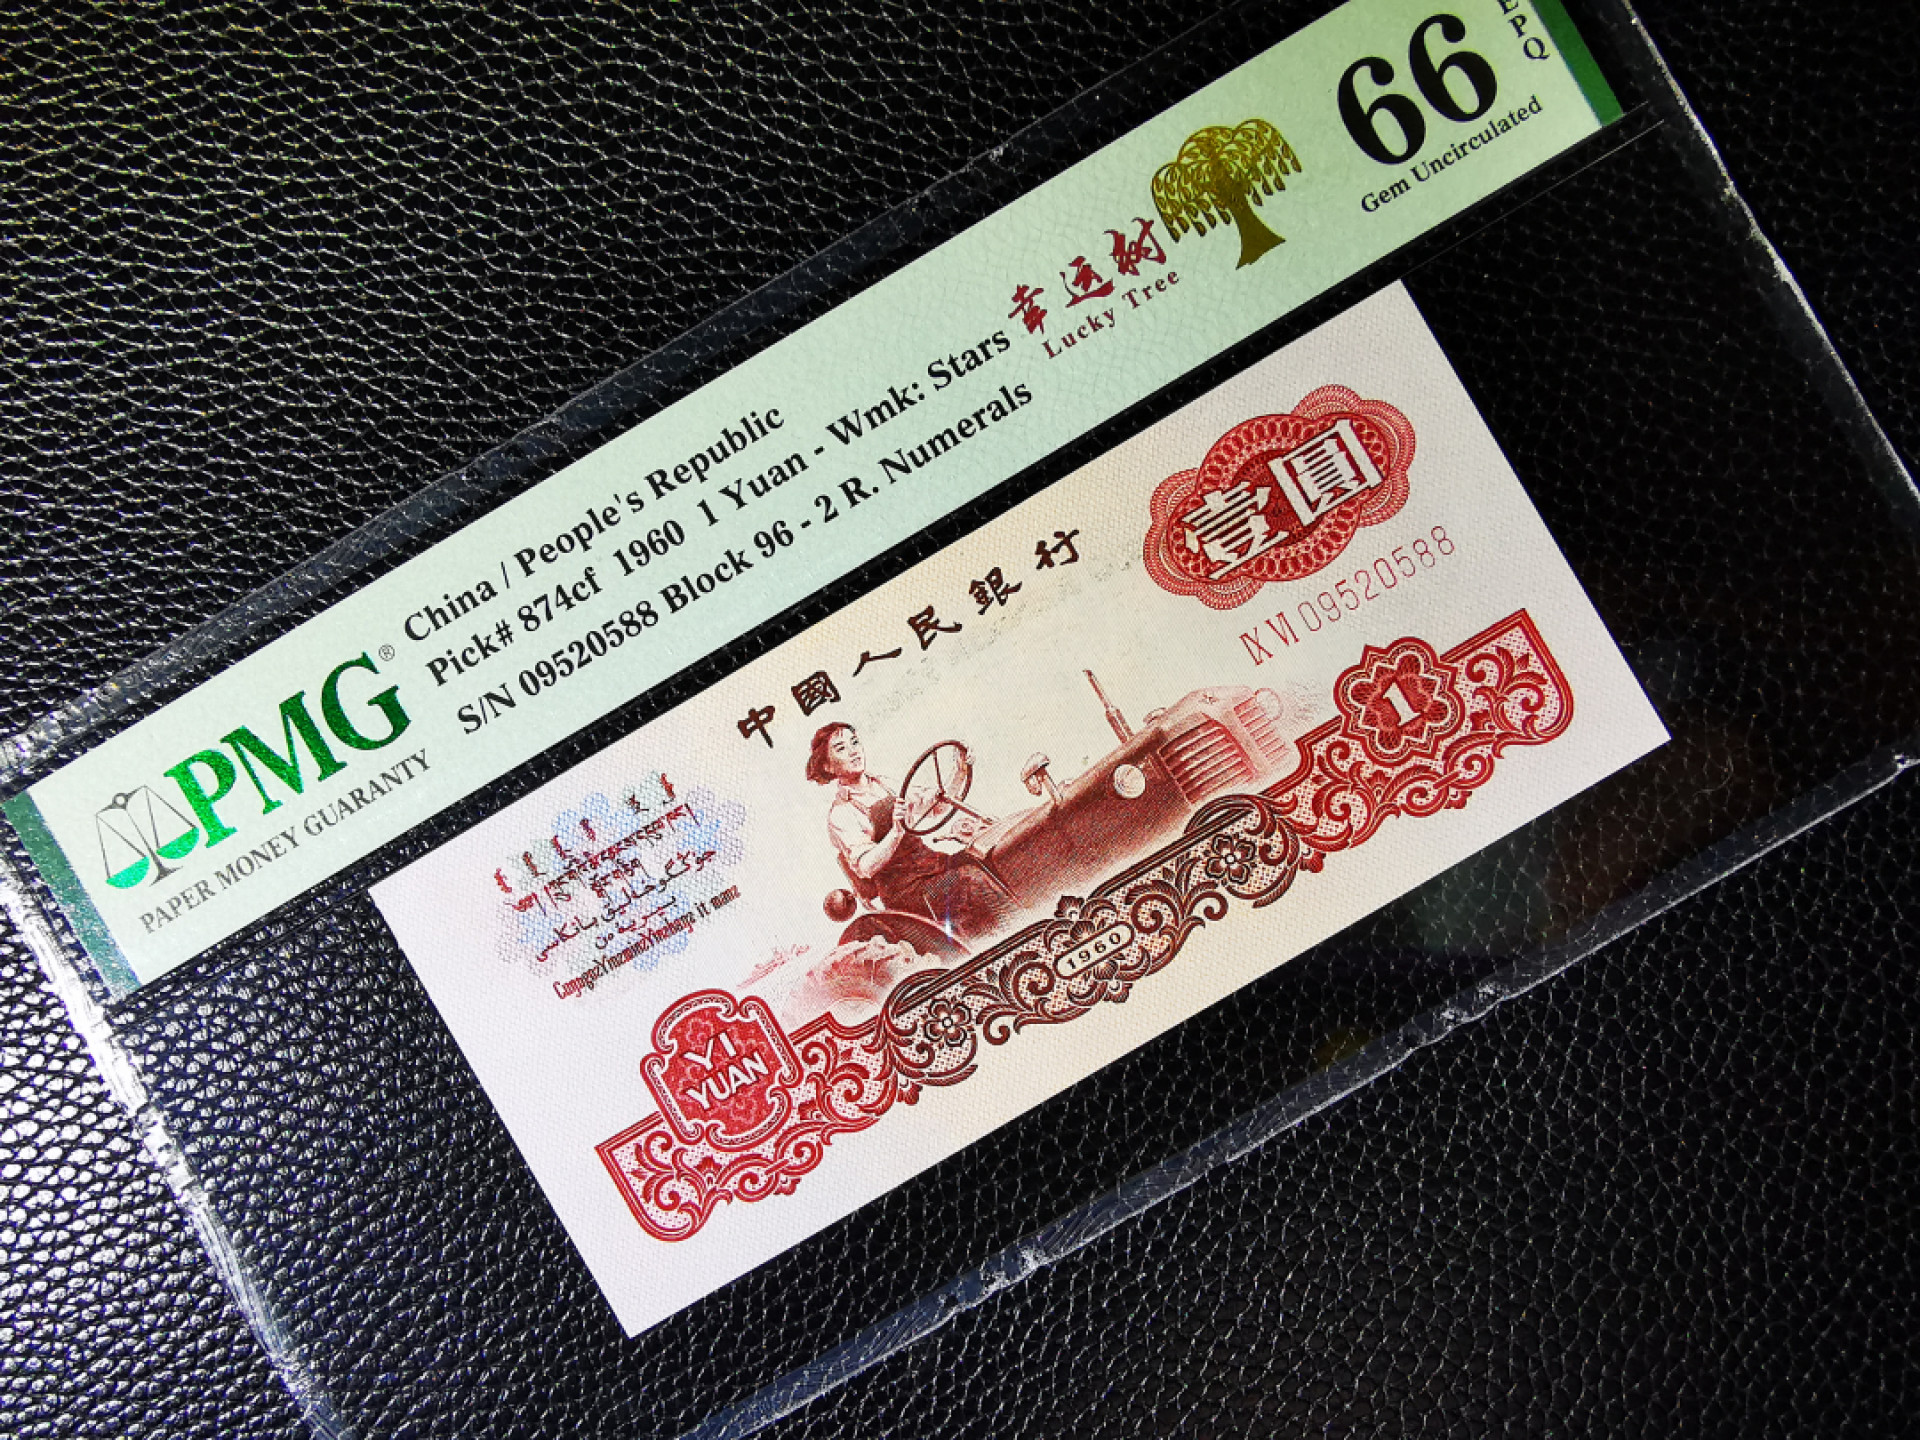 PMG®
PAPER MONEY GUARANTY
China / People's Republic
Pick# 874cf 1960 1 Yuan - Wmk: Stars
S/N 09520588 Block 96 - 2 R. Numerals
幸运树
Lucky Tree
66
EPQ
Gem Uncirculated
中國人民銀行
壹圓
IX VI 09520588
1
1960
YI
YUAN